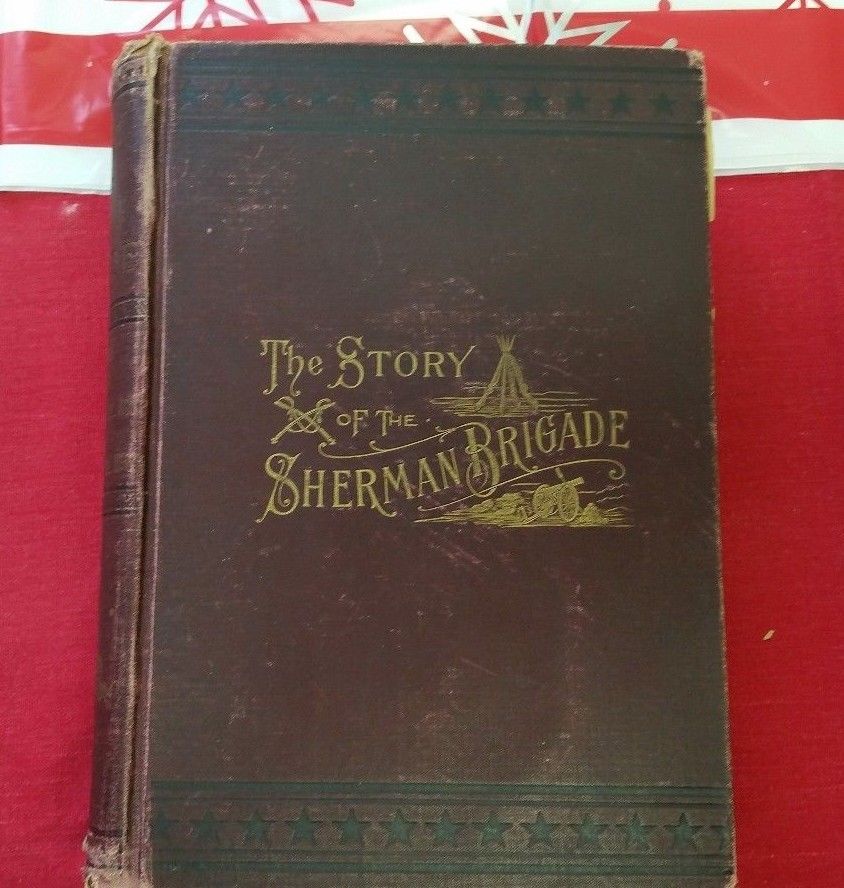 The Story
of the
Sherman Brigade